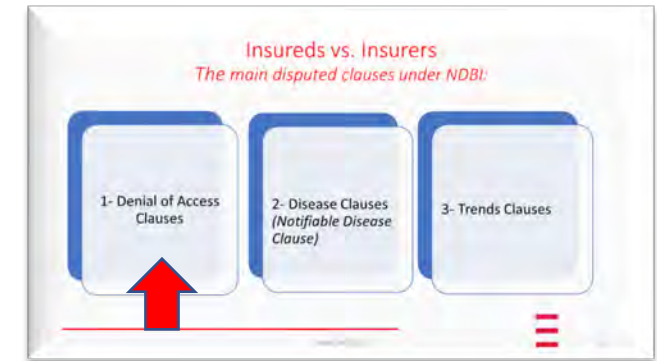 Insureds vs. Insurers
The main disputed clauses under NDBI:
1- Denial of Access
Clauses
2- Disease Clauses
(Notifiable Disease
Clause)
3- Trends Clauses